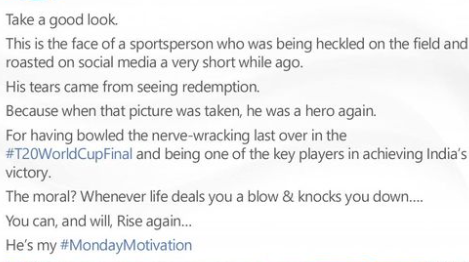 Take a good look.
This is the face of a sportsperson who was being heckled on the field and
roasted on social media a very short while ago.
His tears came from seeing redemption.
Because when that picture was taken, he was a hero again.
For having bowled the nerve-wracking last over in the
#T20WorldCupFinal and being one of the key players in achieving India’s
victory.
The moral? Whenever life deals you a blow & knocks you down....
You can, and will, Rise again...
He’s my #MondayMotivation